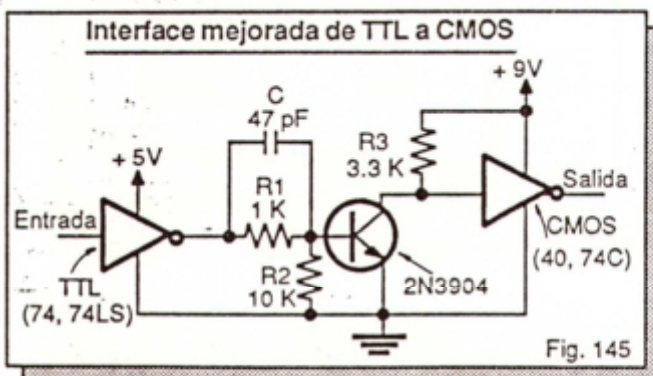 Interface mejorada de TTL a CMOS
+ 9V
C
47 pF
+ 5V
R3
3.3 K
R1
1 K
Entrada
Salida
R2
10 K
2N3904
TTL
(74, 74LS)
CMOS
(40, 74C)
Fig. 145